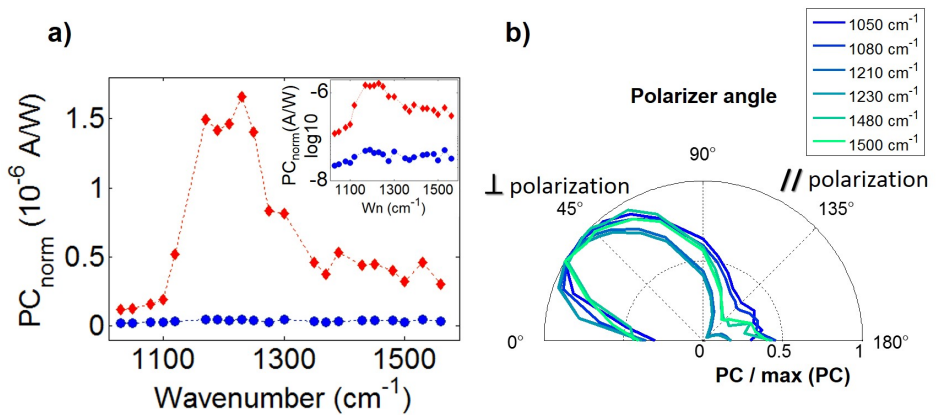 a)
PCnorm (10-6 A/W)
1.5
1
0.5
0
1100
1300
1500
Wavenumber (cm-1)
PCnorm(A/W)
log10
-6
-8
1100
1300
1500
Wn (cm-1)
b)
1050 cm-1
1080 cm-1
1210 cm-1
1230 cm-1
1480 cm-1
1500 cm-1
Polarizer angle
90°
⊥ polarization
// polarization
45°
135°
0°
180°
0
0.5
1
PC / max (PC)